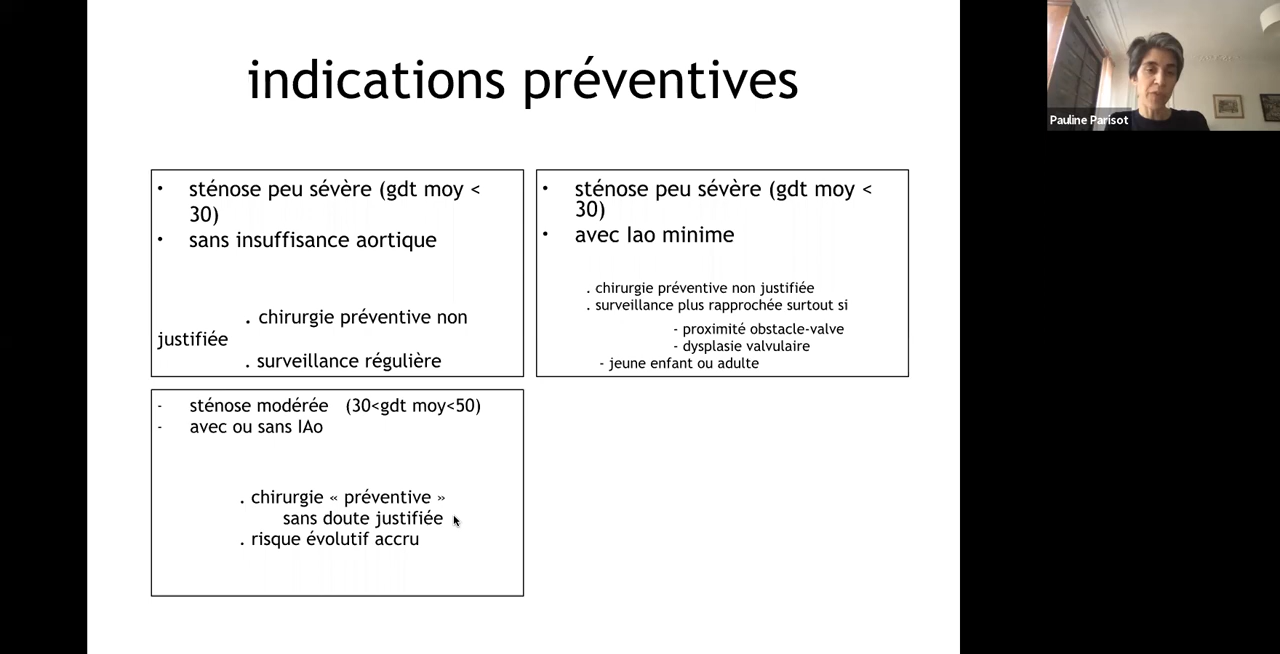 indications préventives
• sténose peu sévère (gdt moy <
30)
• sans insuffisance aortique
. chirurgie préventive non
justifiée
. surveillance régulière
• sténose peu sévère (gdt moy <
30)
• avec Iao minime
. chirurgie préventive non justifiée
. surveillance plus rapprochée surtout si
- proximité obstacle-valve
- dysplasie valvulaire
- jeune enfant ou adulte
- sténose modérée (30<gdt moy<50)
- avec ou sans IAo
. chirurgie « préventive »
sans doute justifiée
. risque évolutif accru
Pauline Parisot